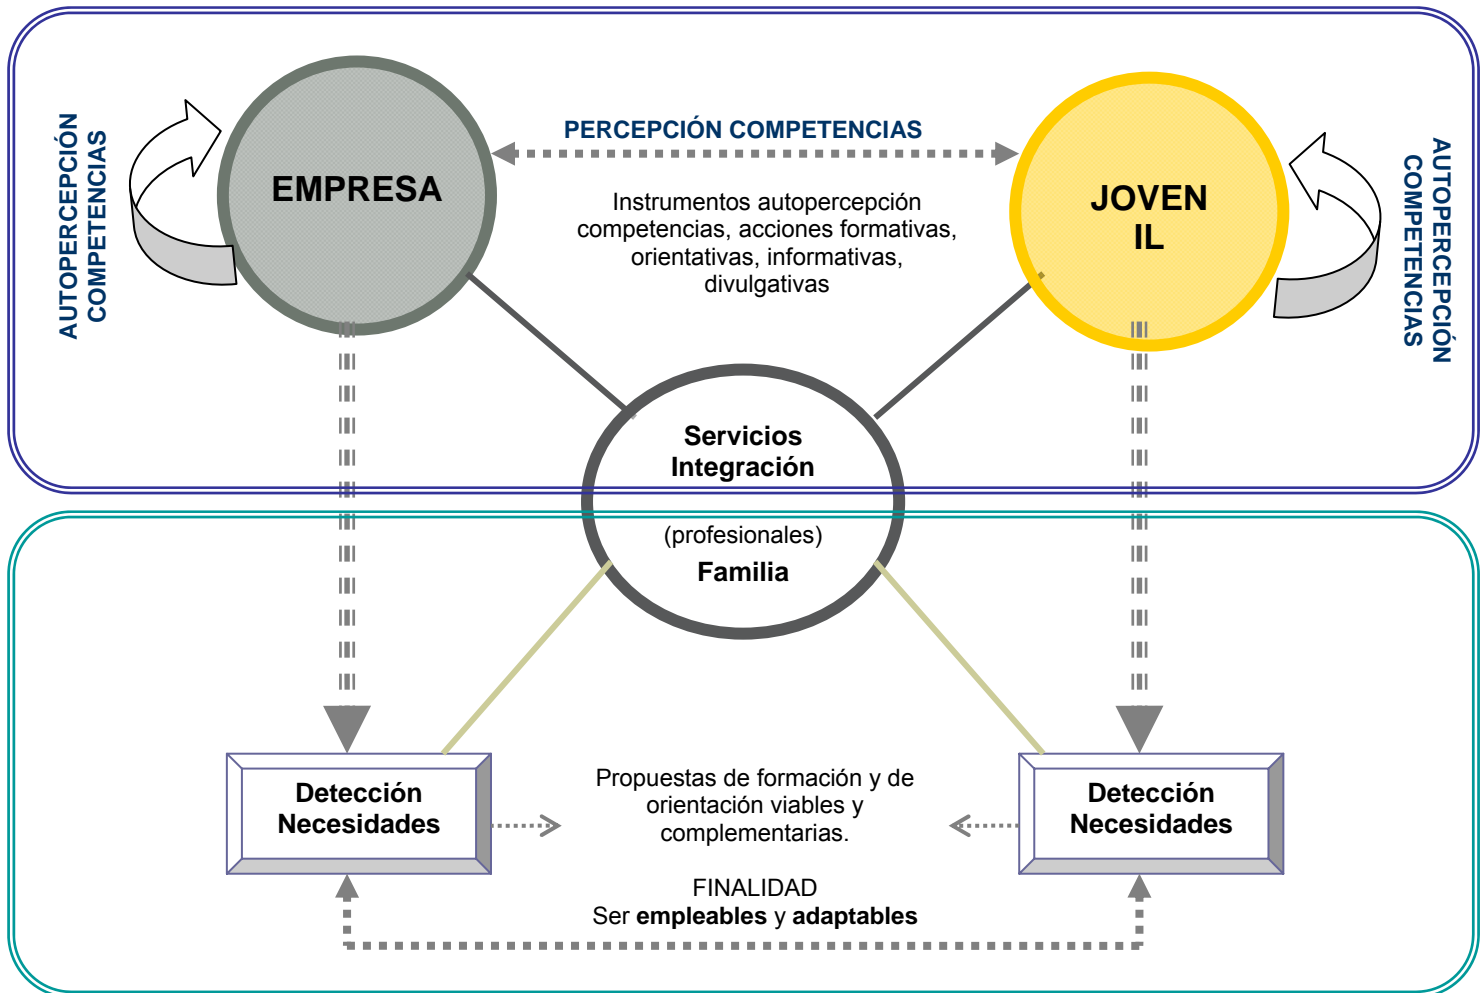 AUTOPERCEPCIÓN
COMPETENCIAS
EMPRESA
PERCEPCIÓN COMPETENCIAS
Instrumentos autopercepción
competencias, acciones formativas,
orientativas, informativas,
divulgativas
JOVEN
IL
AUTOPERCEPCIÓN
COMPETENCIAS
Servicios
Integración
(profesionales)
Familia
Detección
Necesidades
Propuestas de formación y de
orientación viables y
complementarias.
Detección
Necesidades
FINALIDAD
Ser empleables y adaptables